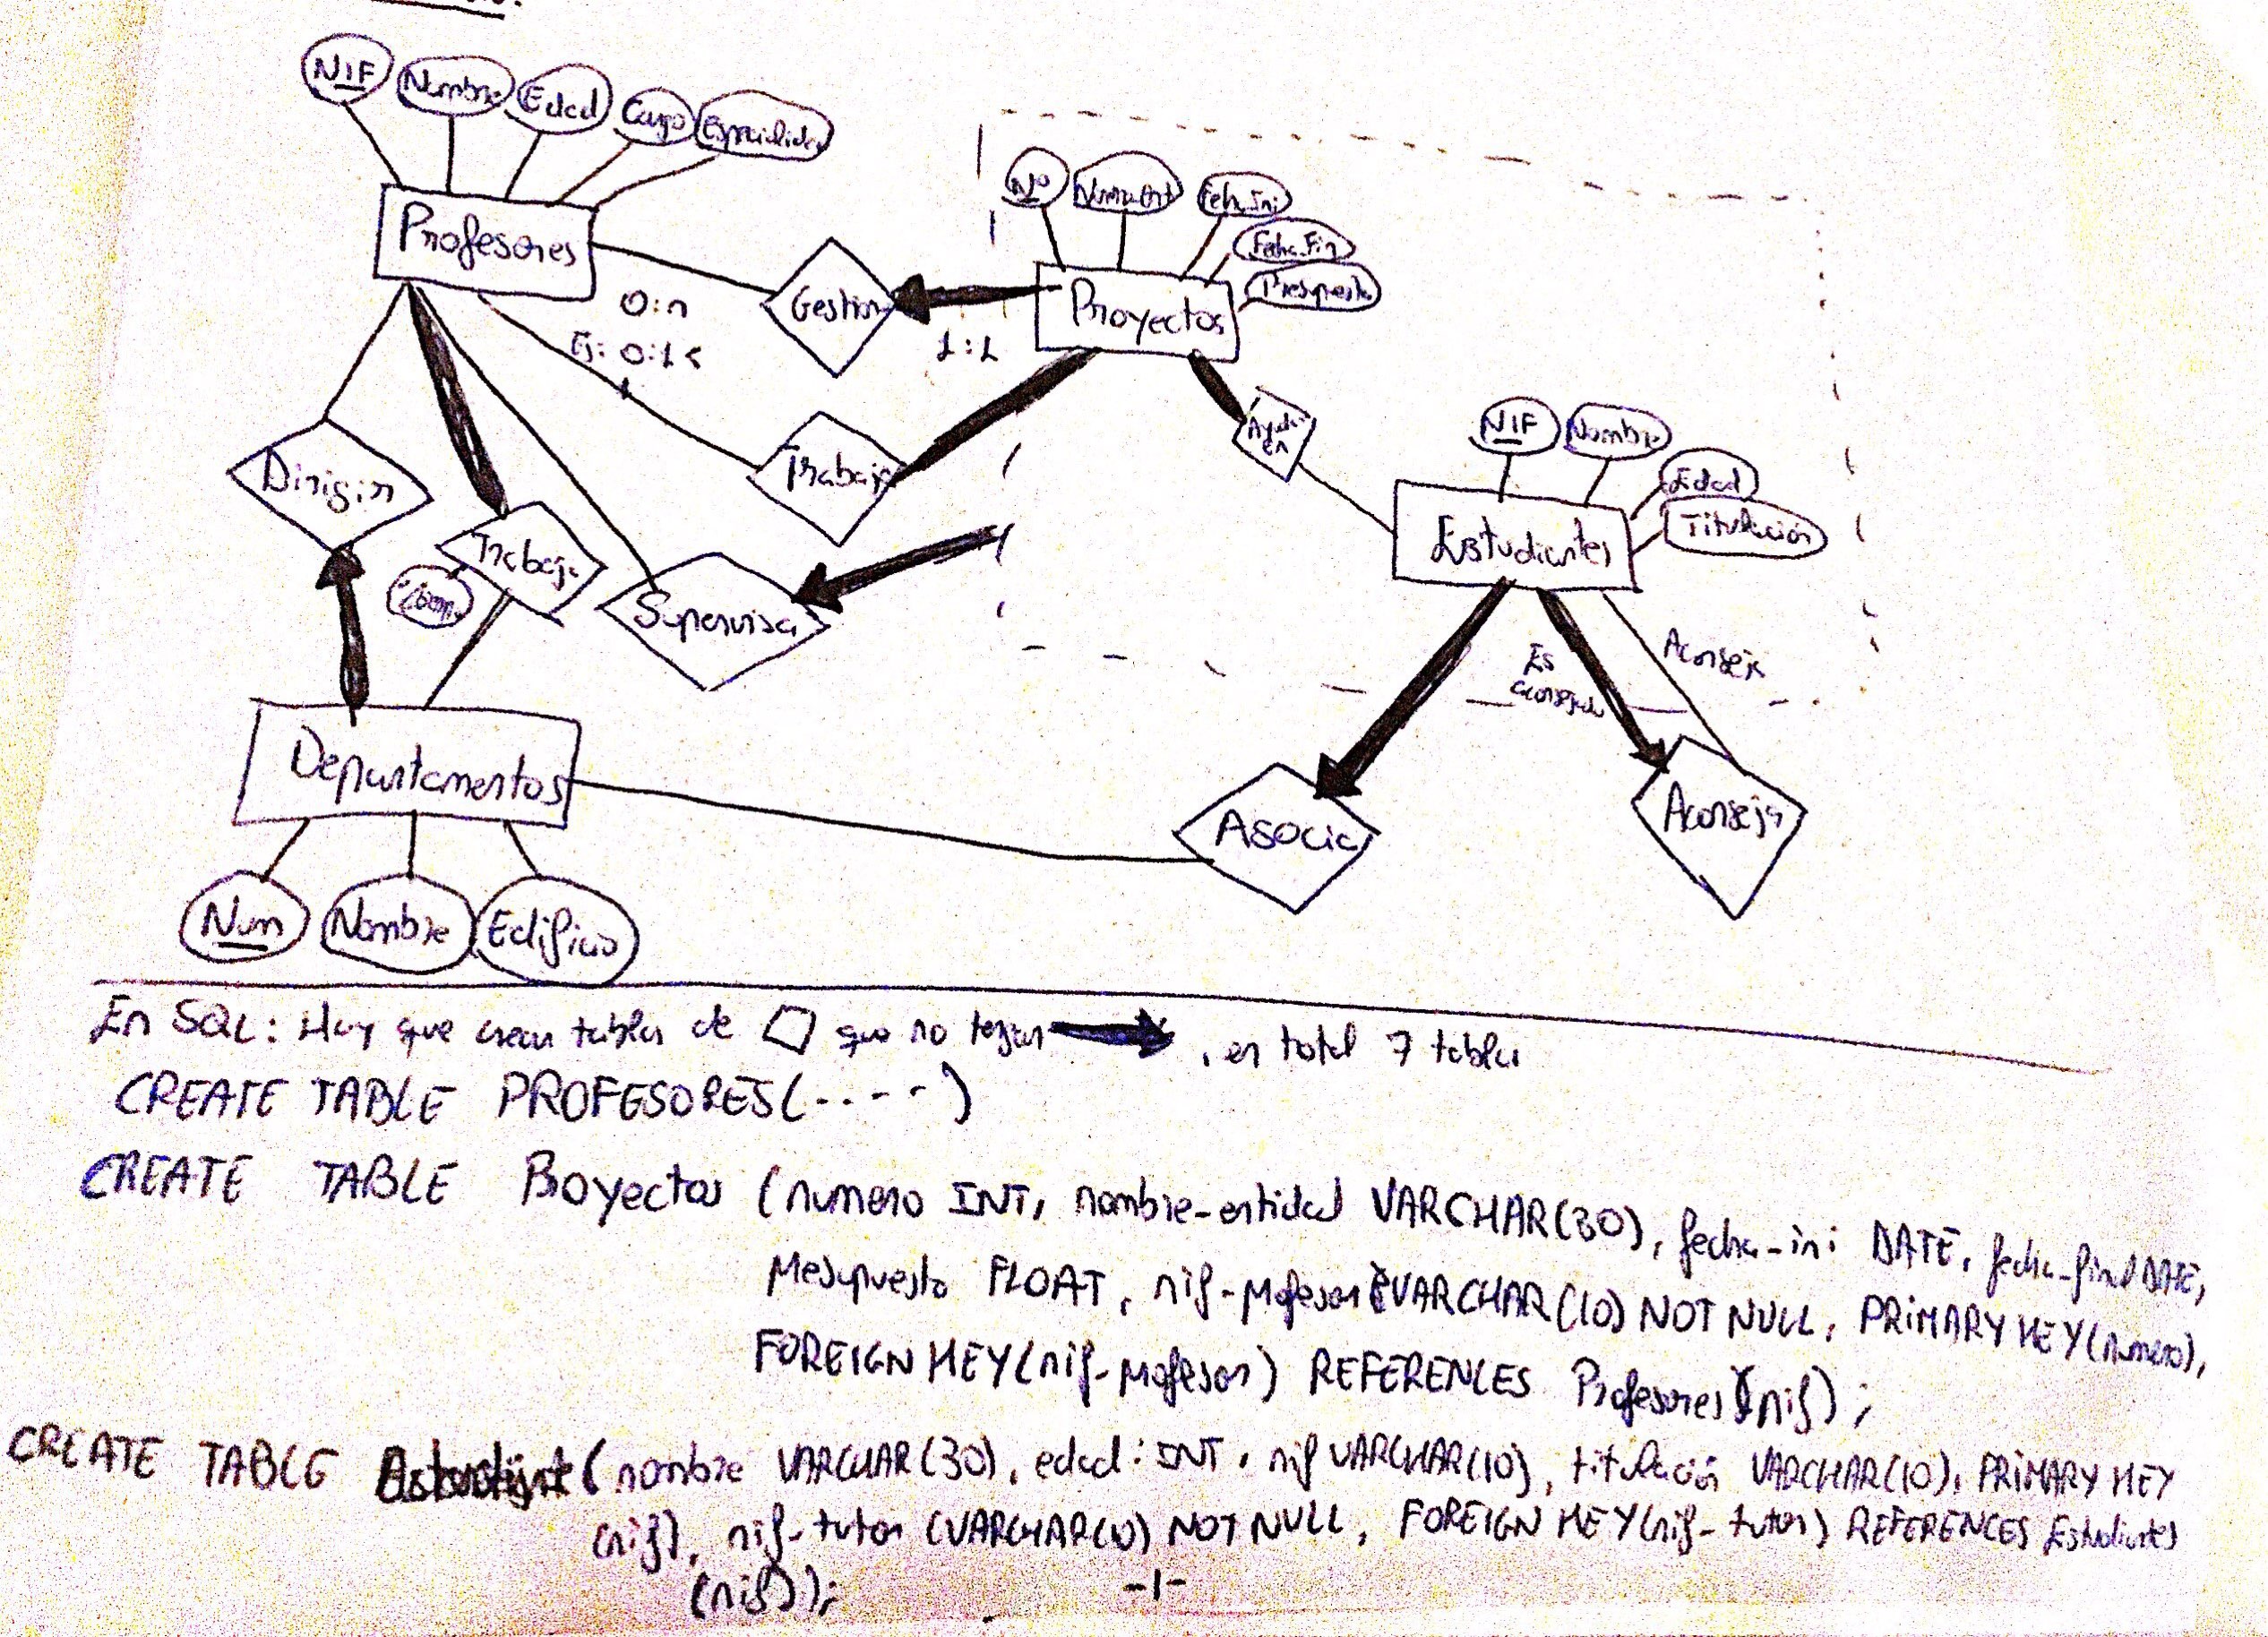 NIF Nombre Edad Cargo Especialidad
Profesores
Nº Nombre Ent Fecha_Ini
Fecha_Fin
Presupuesto
Proyectos
Gestion
0:n
1:1
Ej: 0:1
Trabaja
Ayuda en
NIF Nombre
Edad
Titulación
Estudiantes
Dirigir
Trabaja
Supervisa
Es aconsejado
Aconseja
Departamentos
Asocia
Aconseja
Num Nombre Edificio
En SQL: Hay que crear tablas de que no tengan , en total 7 tablas
CREATE TABLE PROFESORES(----)
CREATE TABLE Proyectos (numero INT, nombre-entidad VARCHAR(30), fecha-ini DATE, fecha-final DATE,
presupuesto FLOAT, nif-profesor VARCHAR(10) NOT NULL, PRIMARY KEY(numero),
FOREIGN KEY(nif-profesor) REFERENCES Profesores(nif);
CREATE TABLE (nombre VARCHAR(30), edad: INT, nif VARCHAR(10), titulación VARCHAR(10), PRIMARY KEY
(nif), nif-tutor (VARCHAR(10) NOT NULL, FOREIGN KEY(nif-tutor) REFERENCES Estudiantes
(nif));
-1-